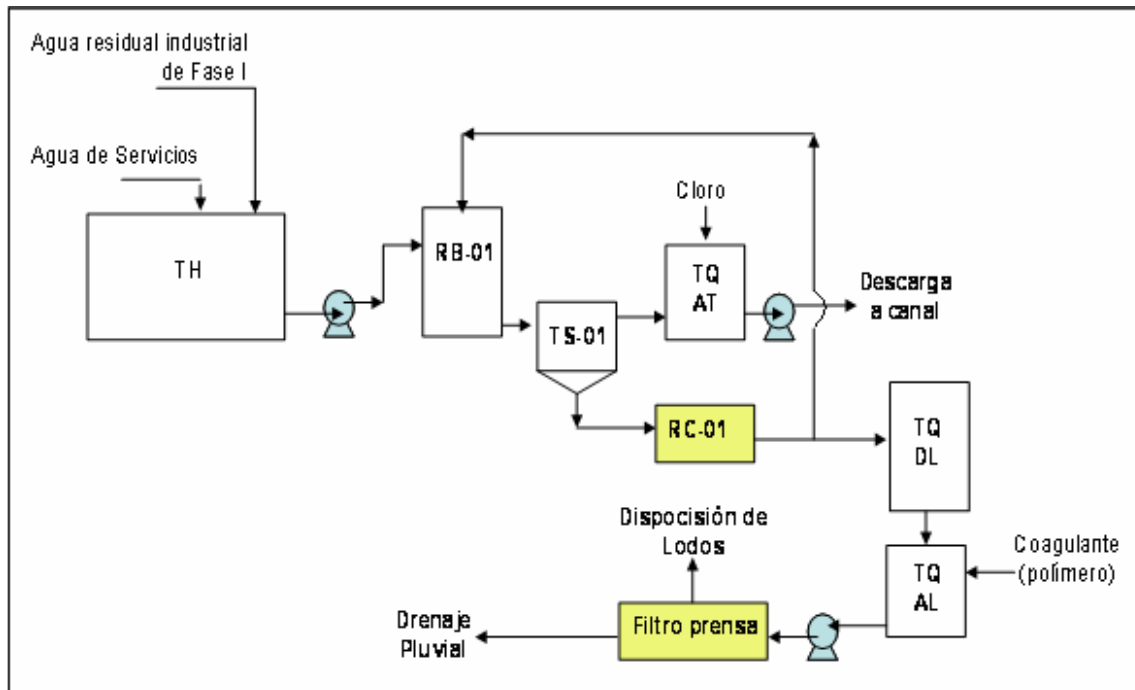 Agua residual industrial
de Fase I
Agua de Servicios
TH
RB-01
Cloro
TQ
AT
Descarga
a canal
TS-01
RC-01
TQ
DL
Dispocisión de
Lodos
Coagulante
(polímero)
TQ
AL
Drenaje
Pluvial
Filtro prensa